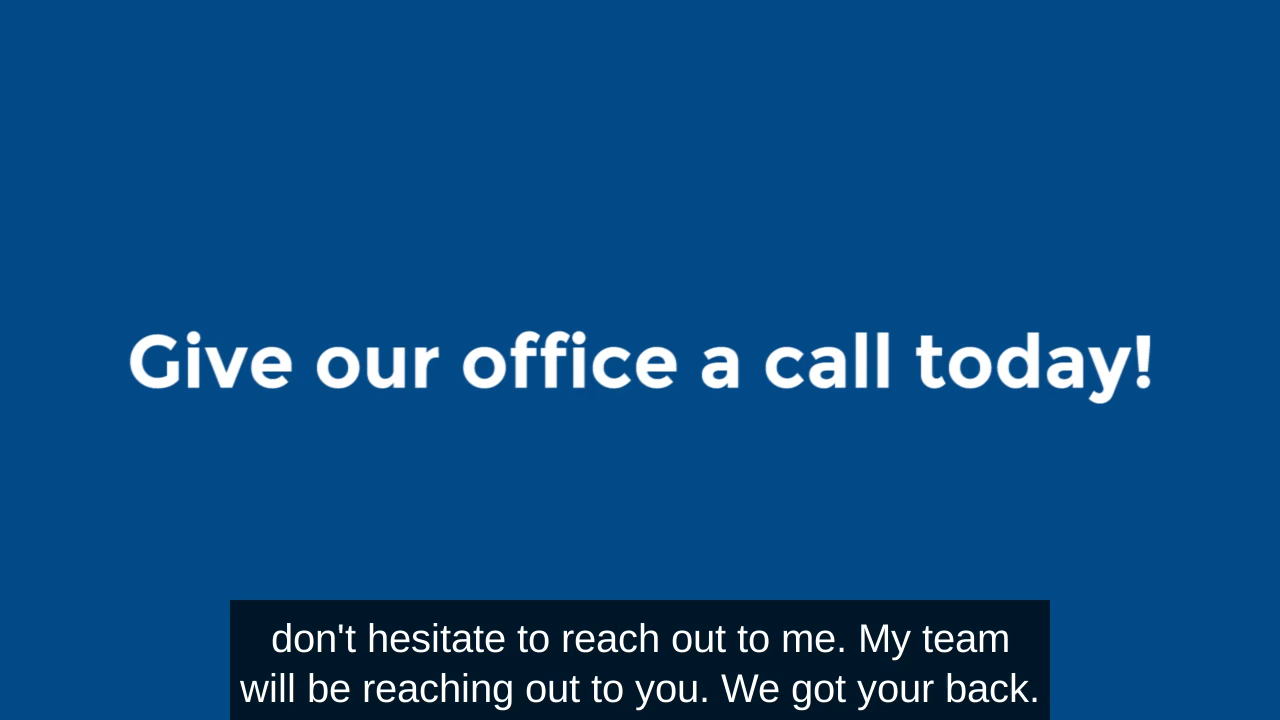 Give our office a call today!
don't hesitate to reach out to me. My team
will be reaching out to you. We got your back.